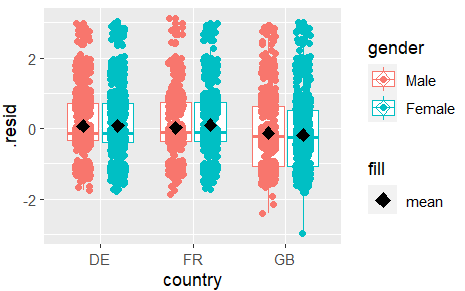 .resid
2
0
-2
DE
FR
GB
country
gender
Male
Female
fill
mean